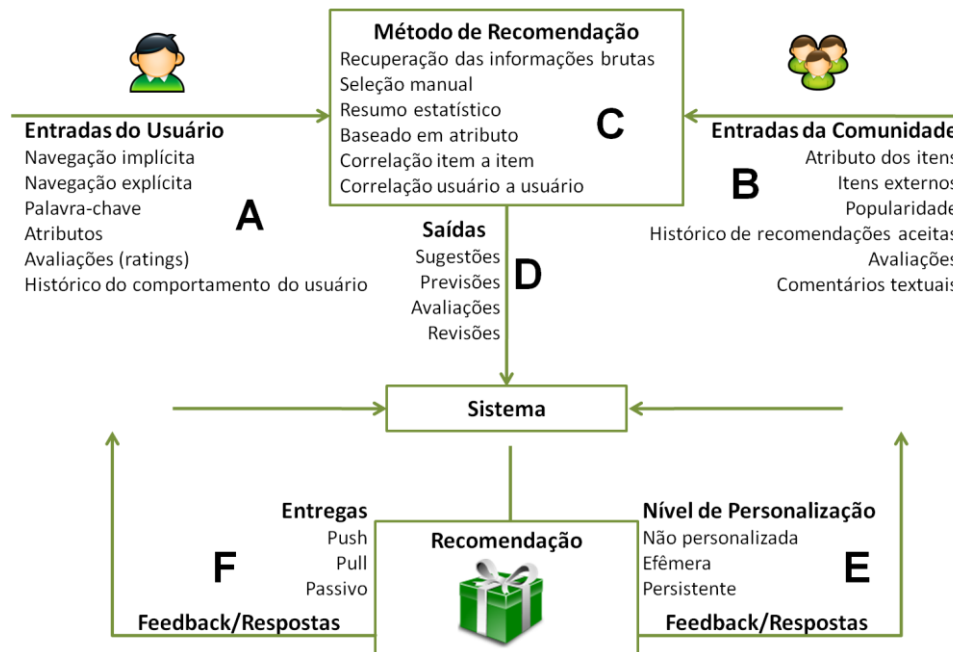 Método de Recomendação
Recuperação das informações brutas
Seleção manual
Resumo estatístico
Baseado em atributo
Correlação item a item
Correlação usuário a usuário
C
Entradas do Usuário
Navegação implícita
Navegação explícita
Palavra-chave
Atributos
Avaliações (ratings)
Histórico do comportamento do usuário
A
Entradas da Comunidade
Atributo dos itens
Itens externos
Popularidade
Histórico de recomendações aceitas
Avaliações
Comentários textuais
B
Saídas
Sugestões
Previsões
Avaliações
Revisões
D
Sistema
Entregas
Push
Pull
Passivo
F
Feedback/Respostas
Recomendação
Nível de Personalização
Não personalizada
Efêmera
Persistente
E
Feedback/Respostas